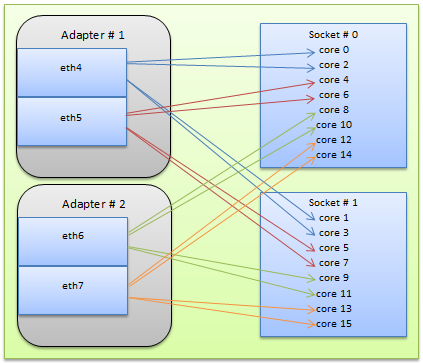 Adapter # 1
eth4
eth5
Adapter # 2
eth6
eth7
Socket # 0
core 0
core 2
core 4
core 6
core 8
core 10
core 12
core 14
Socket # 1
core 1
core 3
core 5
core 7
core 9
core 11
core 13
core 15